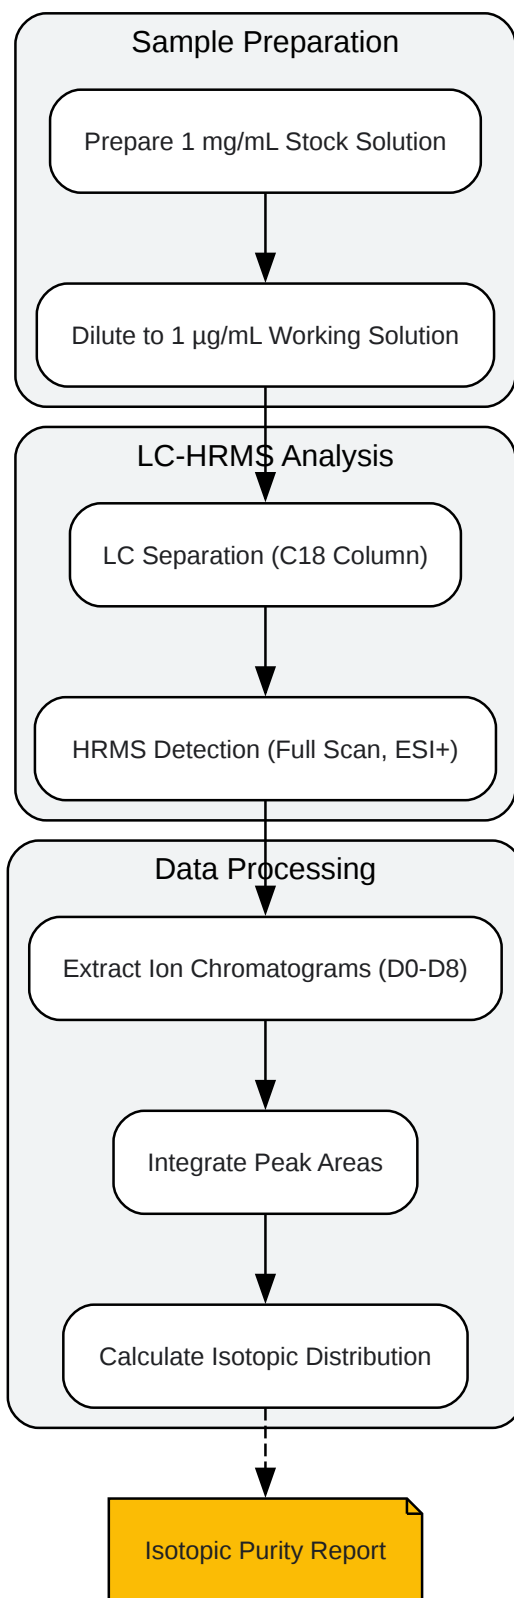 Sample Preparation
Prepare 1 mg/mL Stock Solution
Dilute to 1 µg/mL Working Solution
LC-HRMS Analysis
LC Separation (C18 Column)
HRMS Detection (Full Scan, ESI+)
Data Processing
Extract Ion Chromatograms (D0-D8)
Integrate Peak Areas
Calculate Isotopic Distribution
Isotopic Purity Report